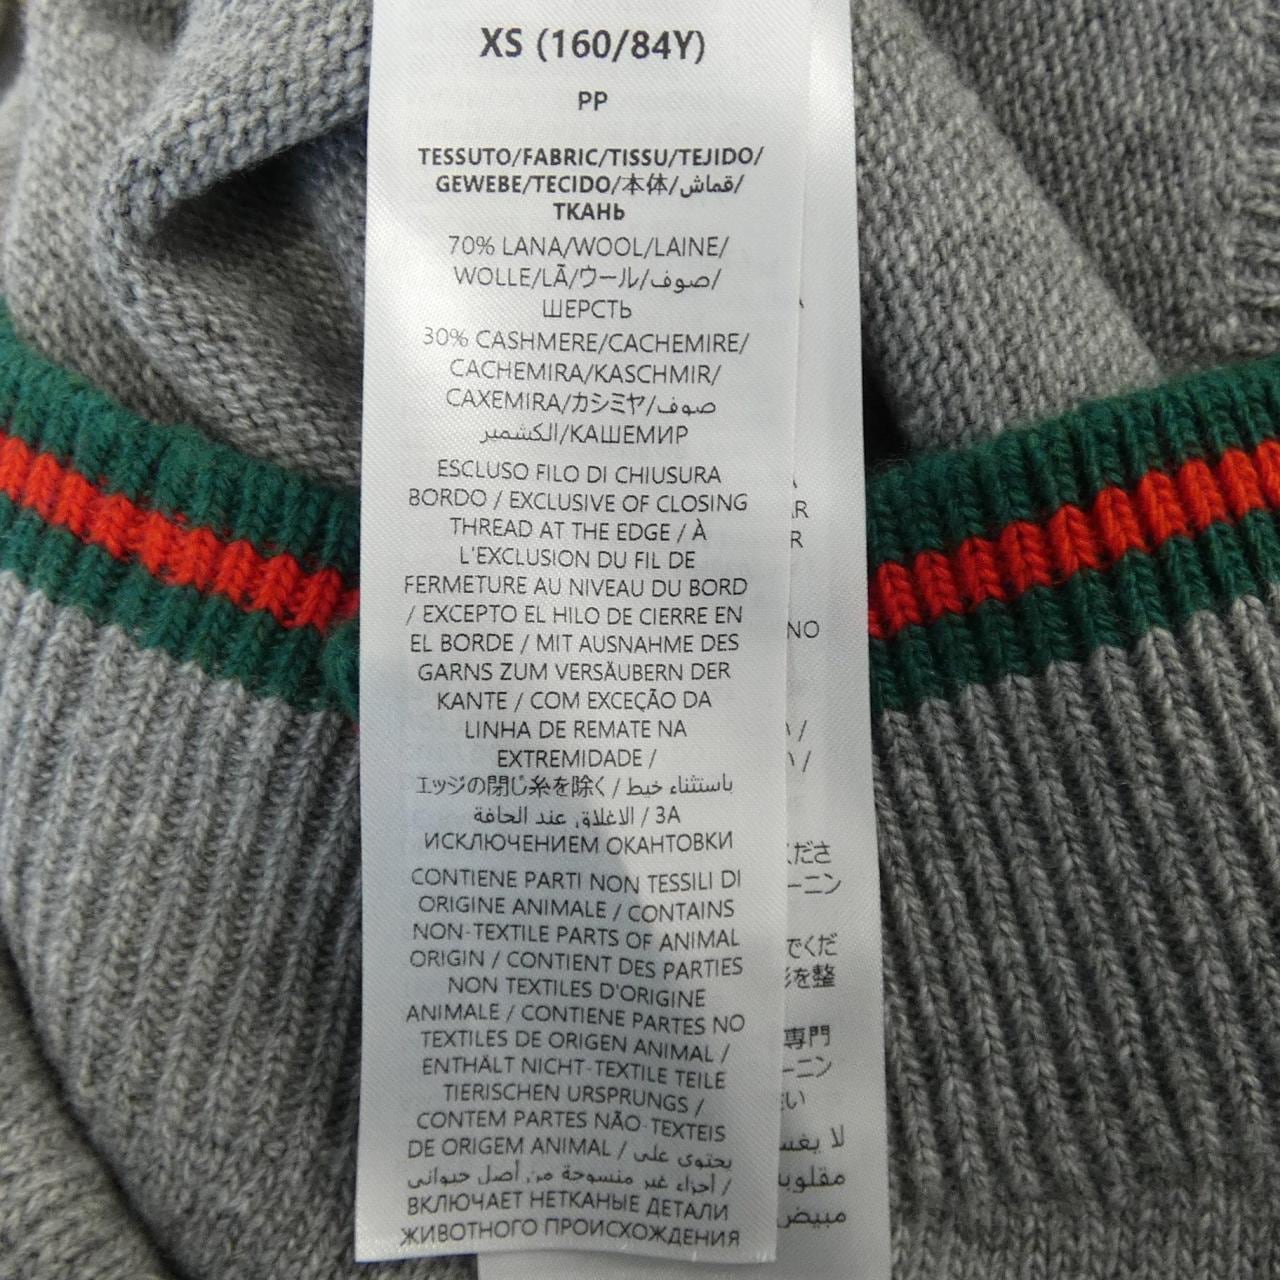 XS (160/84Y)
PP
TESSUTO/FABRIC/TISSU/TEJIDO/
GEWEBE/TECIDO/本体/قماش/
ТКАНЬ
70% LANA/WOOL/LAINE/
WOLLE/LÃ/ウール/صوف/
ШЕРСТЬ
30% CASHMERE/CACHEMIRE/
CACHEMIRA/KASCHMIR/
CAXEMIRA/カシミヤ/صوف
الكشمير/КАШЕМИР
ESCLUSO FILO DI CHIUSURA
BORDO / EXCLUSIVE OF CLOSING
THREAD AT THE EDGE / À
L'EXCLUSION DU FIL DE
FERMETURE AU NIVEAU DU BORD
/ EXCEPTO EL HILO DE CIERRE EN
EL BORDE / MIT AUSNAHME DES
GARNS ZUM VERSÄUBERN DER
KANTE / COM EXCEÇÃO DA
LINHA DE REMATE NA
EXTREMIDADE /
エッジの閉じ糸を除く / باستثناء خيط
الاغلاق عند الحافة / ЗА
ИСКЛЮЧЕНИЕМ ОКАНТОВКИ
CONTIENE PARTI NON TESSILI DI
ORIGINE ANIMALE / CONTAINS
NON-TEXTILE PARTS OF ANIMAL
ORIGIN / CONTIENT DES PARTIES
NON TEXTILES D'ORIGINE
ANIMALE / CONTIENE PARTES NO
TEXTILES DE ORIGEN ANIMAL /
ENTHÄLT NICHT-TEXTILE TEILE
TIERISCHEN URSPRUNGS /
CONTEM PARTES NÃO-TEXTEIS
DE ORIGEM ANIMAL / يحتوى على
أجزاء غير منسوجة من أصل حيوانى /
ВКЛЮЧАЕТ НЕТКАНЫЕ ДЕТАЛИ
ЖИВОТНОГО ПРОИСХОЖДЕНИЯ